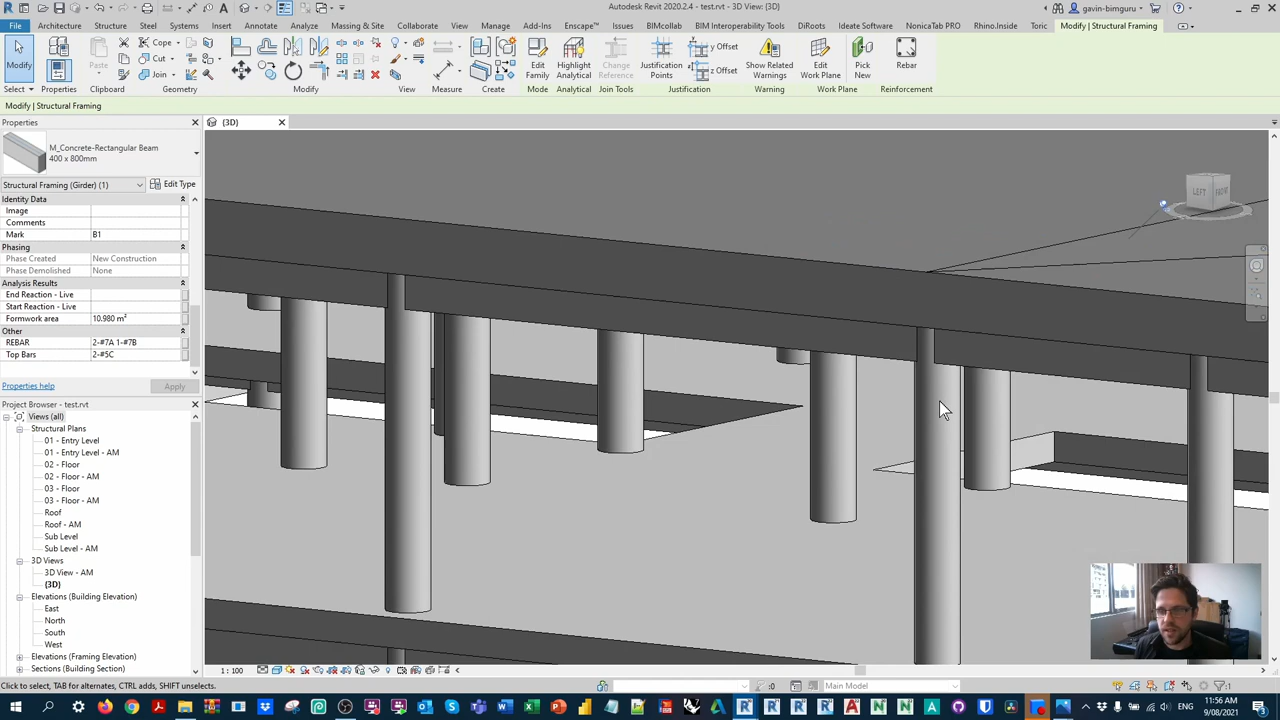 Autodesk Revit 2020.2.4 - test.rvt - 3D View: {3D}
gavin-bimguru
File Architecture Structure Steel Systems Insert Annotate Analyze Massing & Site Collaborate View Manage Add-Ins Enscape™ Issues BIMcollab BIM Interoperability Tools DiRoots Ideate Software NonicaTAB PRO Rhino.Inside Toric Modify | Structural Framing
Modify
Paste
Cope
Cut
Join
Edit Family
Highlight Analytical
Change Reference
Justification Points
y Offset
z Offset
Show Related Warnings
Edit Work Plane
Pick New
Rebar
Select Properties Clipboard Geometry Modify View Measure Create Mode Analytical Join Tools Justification Warning Work Plane Reinforcement
Modify | Structural Framing
Properties
{3D}
M_Concrete-Rectangular Beam
400 x 800mm
Structural Framing (Girder) (1)
Edit Type
Identity Data
Image
Comments
Mark B1
Phasing
Phase Created New Construction
Phase Demolished None
Analysis Results
End Reaction - Live
Start Reaction - Live
Formwork area 10.980 m²
Other
REBAR 2-#7A 1-#7B
Top Bars 2-#5C
Properties help
Apply
LEFT
FRONT
Project Browser - test.rvt
Views (all)
Structural Plans
01 - Entry Level
01 - Entry Level - AM
02 - Floor
02 - Floor - AM
03 - Floor
03 - Floor - AM
Roof
Roof - AM
Sub Level
Sub Level - AM
3D Views
3D View - AM
{3D}
Elevations (Building Elevation)
East
North
South
West
Elevations (Framing Elevation)
Sections (Building Section)
1 : 100
Click to select, TAB for alternates, CTRL adds, SHIFT unselects.
:0
Main Model
:1
ENG
11:56 AM
9/08/2021